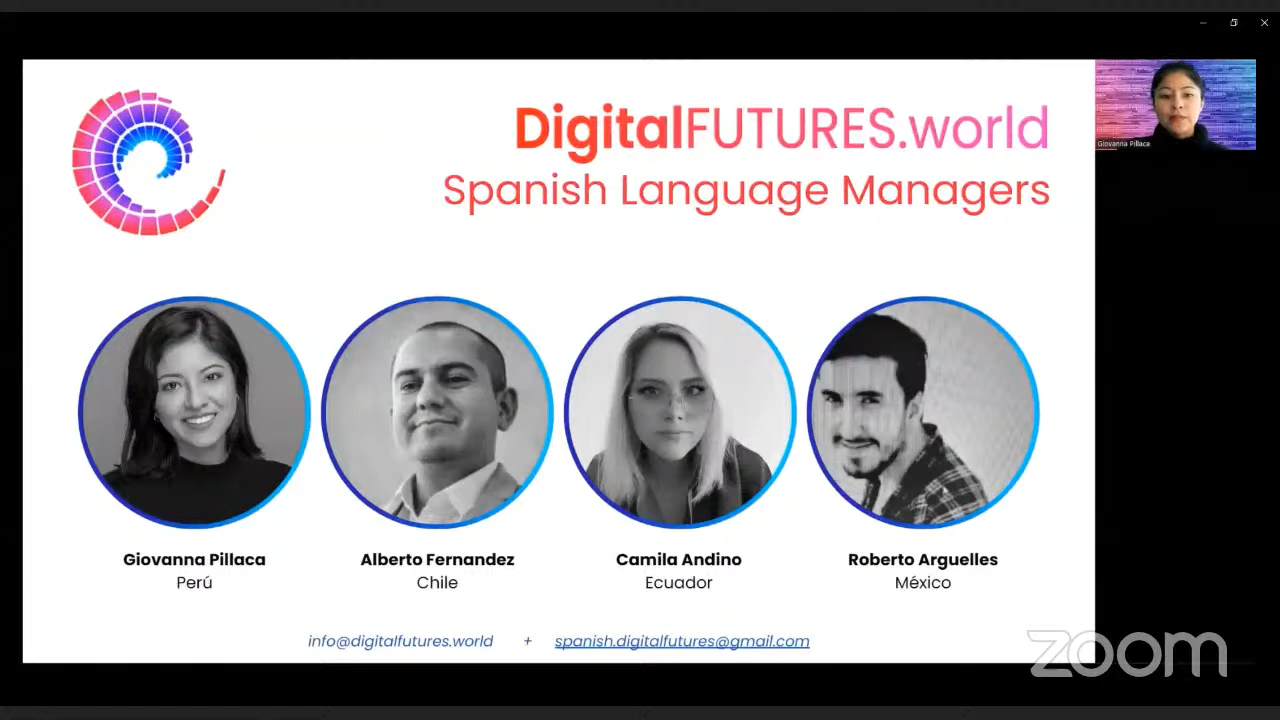 DigitalFUTURES.world
Spanish Language Managers
Giovanna Pillaca
Giovanna Pillaca
Perú
Alberto Fernandez
Chile
Camila Andino
Ecuador
Roberto Arguelles
México
info@digitalfutures.world + spanish.digitalfutures@gmail.com
zoom